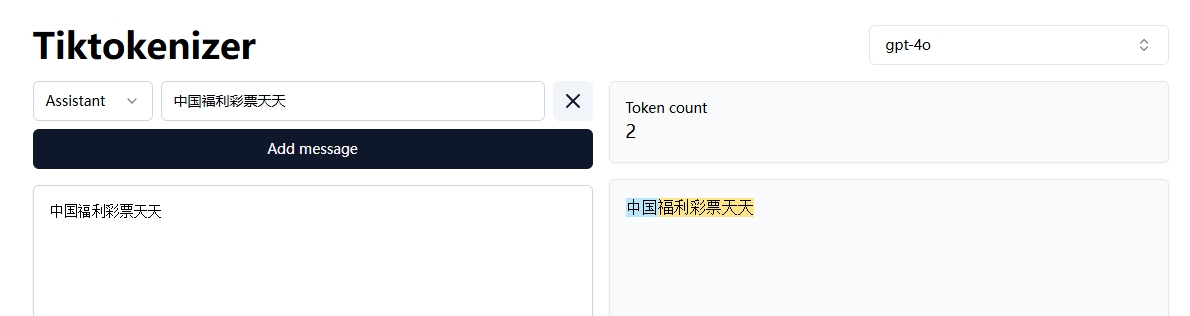 Tiktokenizer
gpt-4o
Assistant
中国福利彩票天天
Add message
中国福利彩票天天
Token count
2
中国福利彩票天天